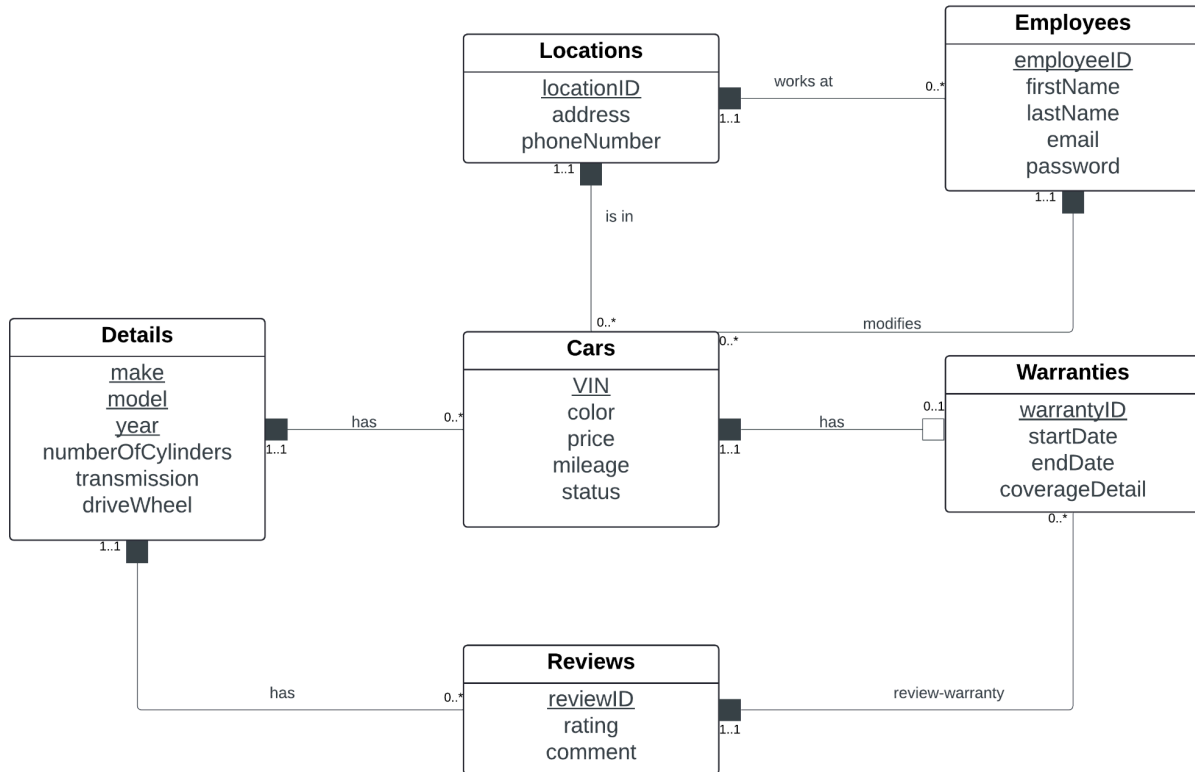 Employees
employeeID
firstName
lastName
email
password
Locations
locationID
address
phoneNumber
works at
0..*
1..1
1..1
1..1
is in
0..*
modifies
0..*
Details
make
model
year
numberOfCylinders
transmission
driveWheel
has
0..*
1..1
Cars
VIN
color
price
mileage
status
has
0..1
1..1
Warranties
warrantyID
startDate
endDate
coverageDetail
0..*
1..1
has
0..*
Reviews
reviewID
rating
comment
review-warranty
1..1